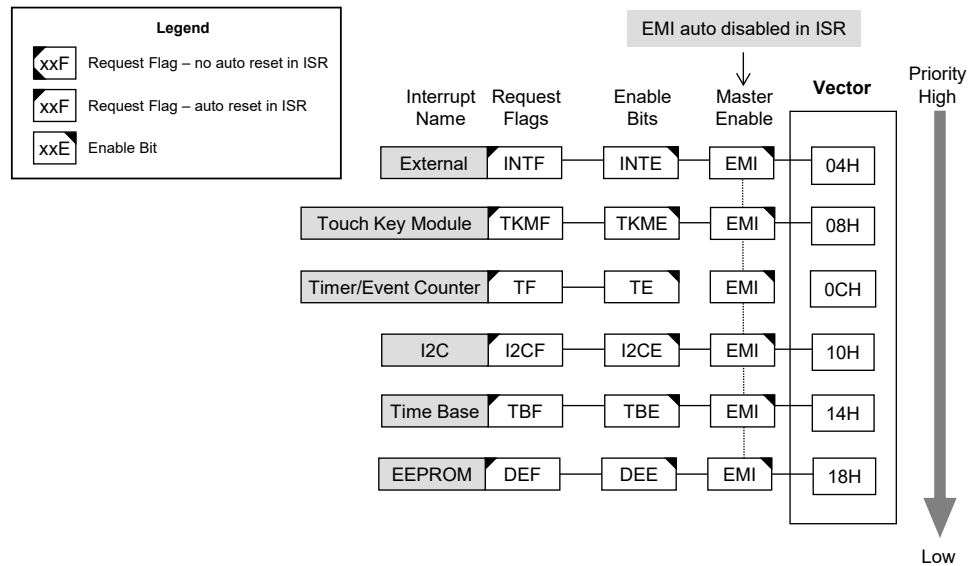 Legend
xxF Request Flag – no auto reset in ISR
xxF Request Flag – auto reset in ISR
xxE Enable Bit
EMI auto disabled in ISR
Interrupt Name
Request Flags
Enable Bits
Master Enable
Vector
Priority High
External INTF INTE EMI 04H
Touch Key Module TKMF TKME EMI 08H
Timer/Event Counter TF TE EMI 0CH
I2C I2CF I2CE EMI 10H
Time Base TBF TBE EMI 14H
EEPROM DEF DEE EMI 18H
Low